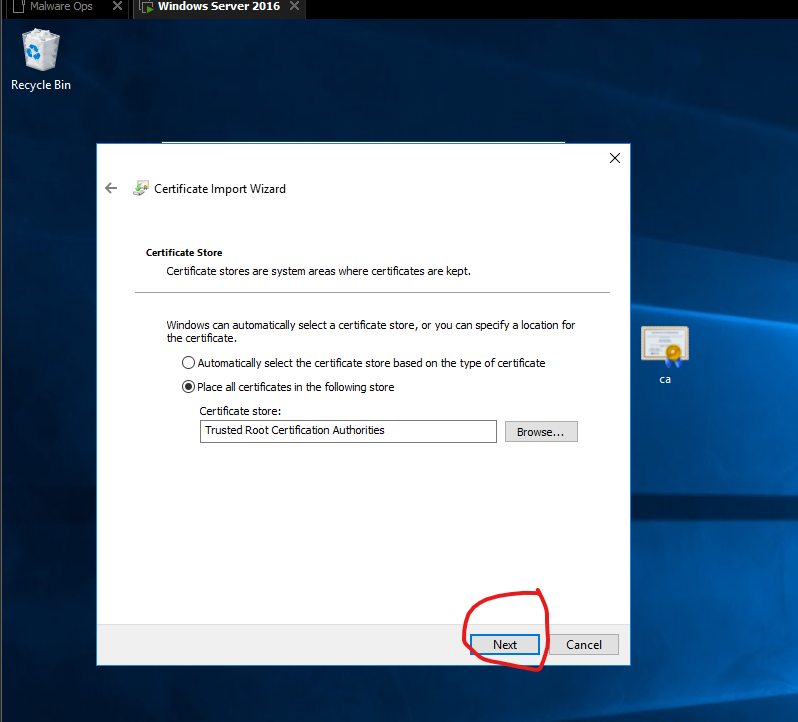 Malware Ops
Windows Server 2016
Recycle Bin
Certificate Import Wizard
Certificate Store
Certificate stores are system areas where certificates are kept.
Windows can automatically select a certificate store, or you can specify a location for
the certificate.
Automatically select the certificate store based on the type of certificate
Place all certificates in the following store
Certificate store:
Trusted Root Certification Authorities
Browse...
ca
Next
Cancel